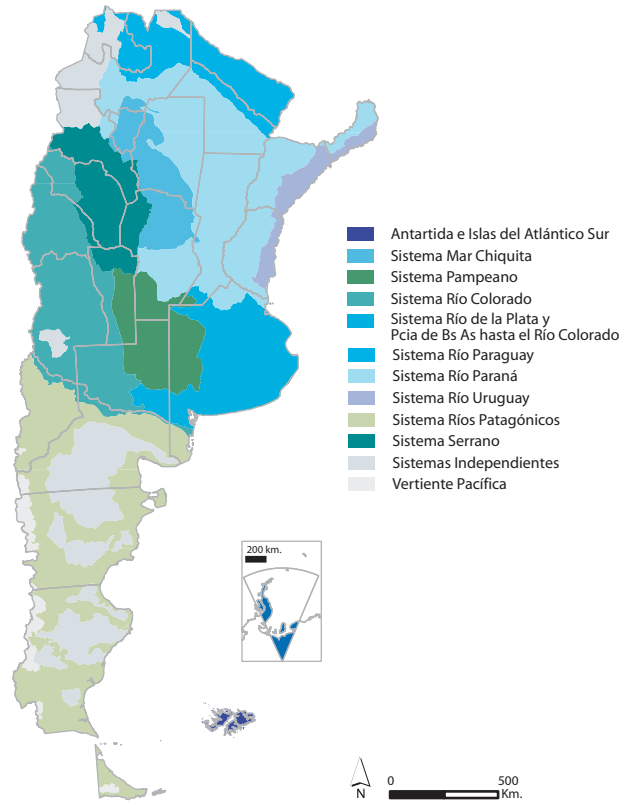 Antartida e Islas del Atlántico Sur
Sistema Mar Chiquita
Sistema Pampeano
Sistema Río Colorado
Sistema Río de la Plata y
Pcia de Bs As hasta el Río Colorado
Sistema Río Paraguay
Sistema Río Paraná
Sistema Río Uruguay
Sistema Ríos Patagónicos
Sistema Serrano
Sistemas Independientes
Vertiente Pacífica
200 km.
N
0 500
Km.